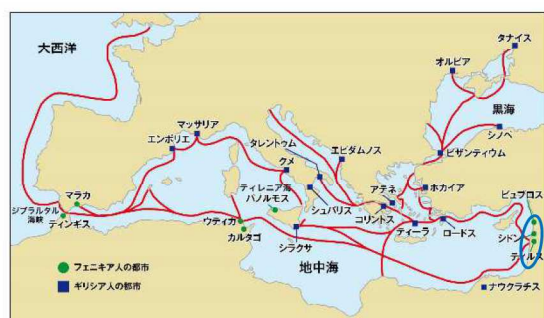 大西洋
タナイス
オルビア
黒海
シノペ
マッサリア
エンポリエ
タレントゥム
エピダムノス
ビザンティウム
クメ
ティレニア海
パノルモス
アテネ
ホカイア
マラカ
ジブラルタル
海峡
ティンギス
シュバリス
コリントス
ビュブロス
ウティカ
カルタゴ
シラクサ
ティーラ
ロードス
シドン
ティルス
地中海
フェニキア人の都市
ギリシア人の都市
ナウクラチス